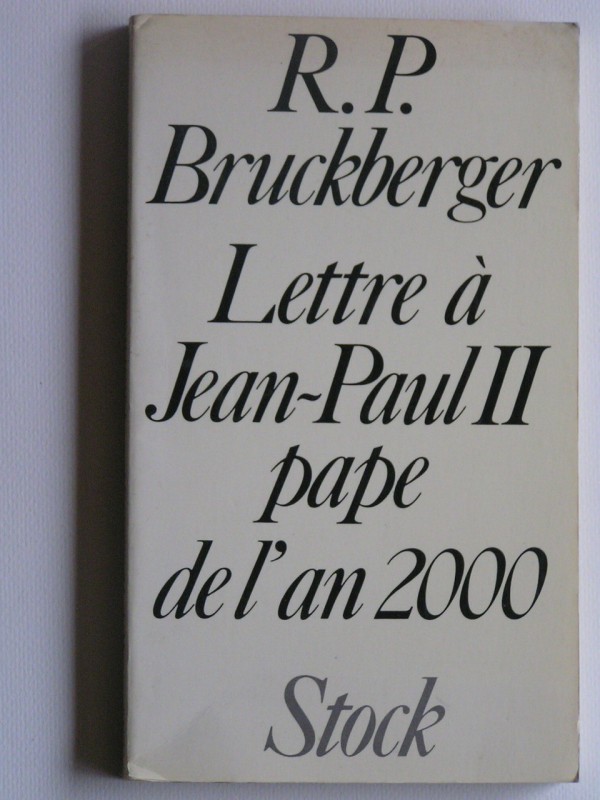 R. P.
Bruckberger
Lettre à
Jean-Paul II
pape
de l'an 2000
Stock